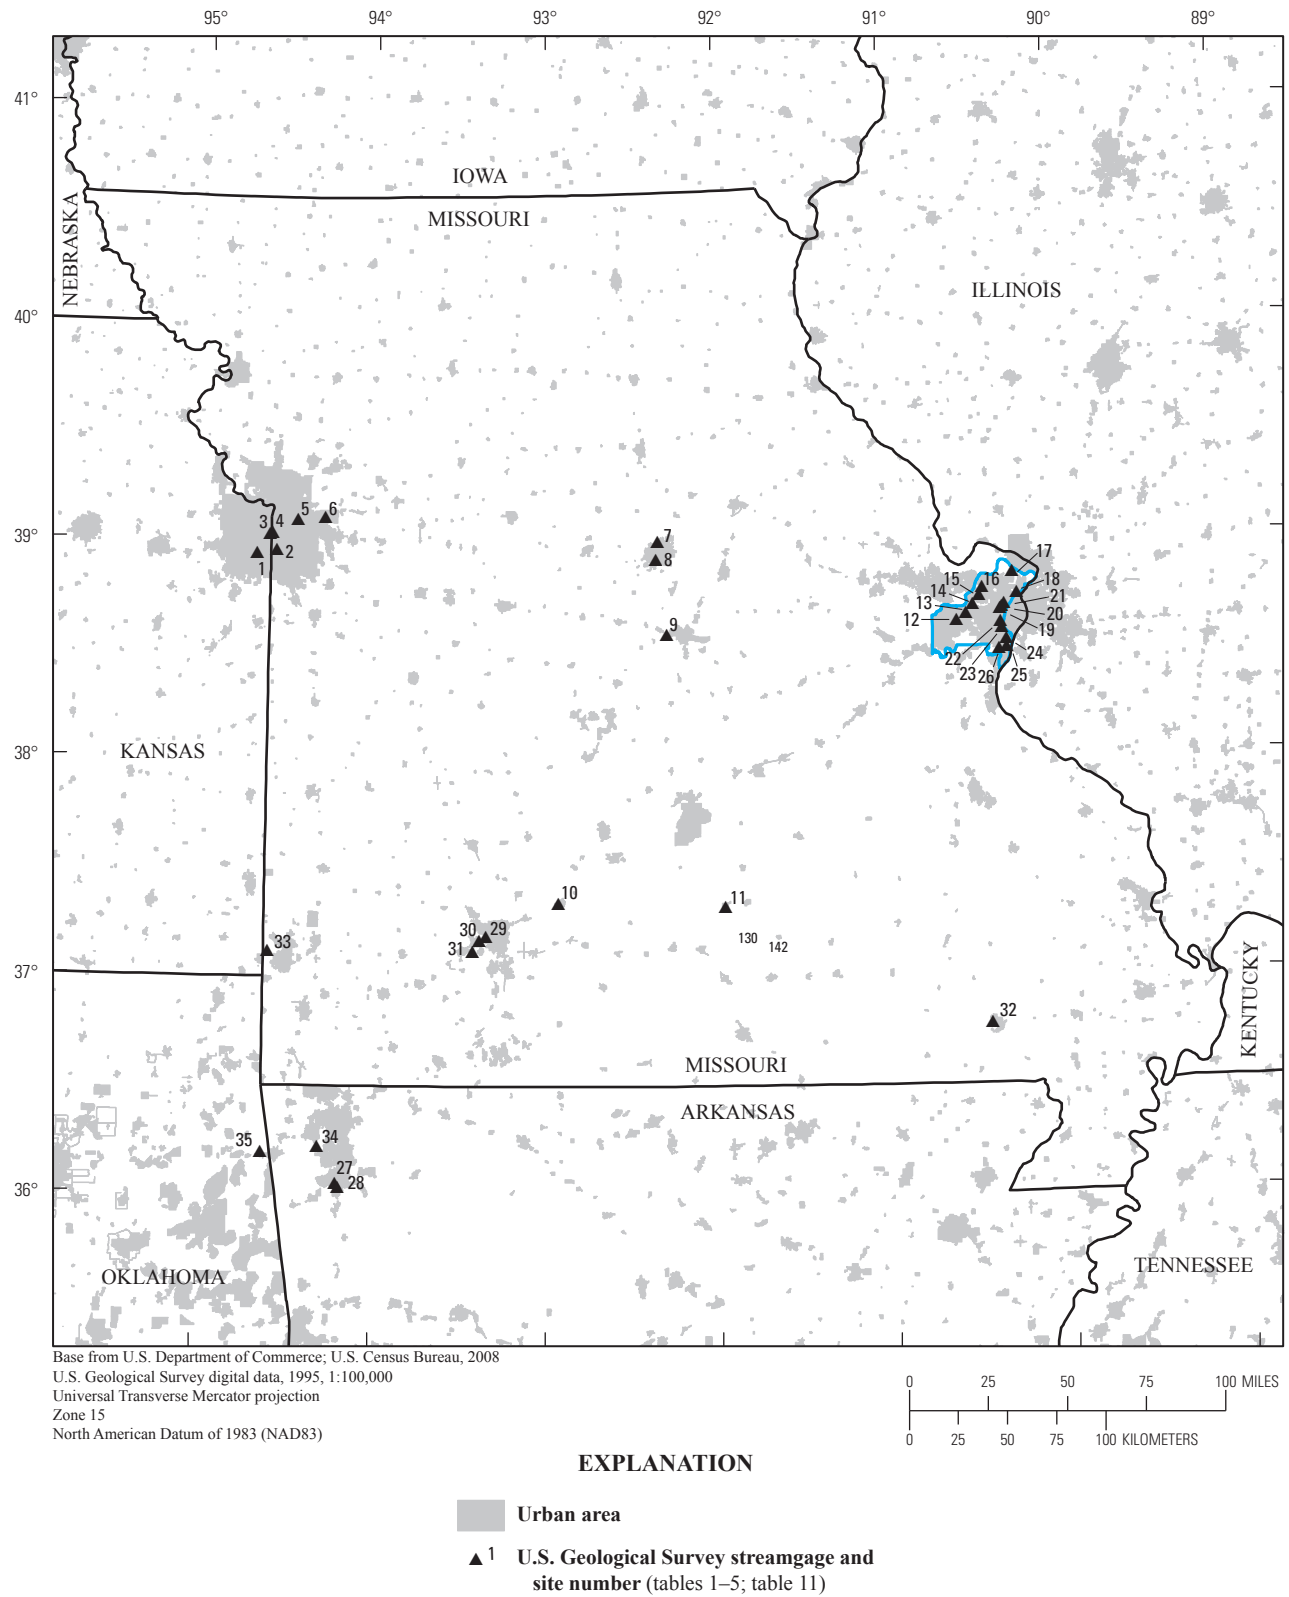 95° 94° 93° 92° 91° 90° 89°
41°
IOWA
MISSOURI
NEBRASKA
ILLINOIS
40°
5 6
3 4
39°
2
1
7
8
9
17
15 16
14 18
13 21
12 20
19
22 24
23 26 25
38°
KANSAS
10
11
30 29
31
130
142
33
37°
32
KENTUCKY
MISSOURI
ARKANSAS
35
34
27
28
36°
OKLAHOMA
TENNESSEE
Base from U.S. Department of Commerce; U.S. Census Bureau, 2008
U.S. Geological Survey digital data, 1995, 1:100,000
Universal Transverse Mercator projection
Zone 15
North American Datum of 1983 (NAD83)
0 25 50 75 100 MILES
0 25 50 75 100 KILOMETERS
EXPLANATION
Urban area
1 U.S. Geological Survey streamgage and
site number (tables 1–5; table 11)